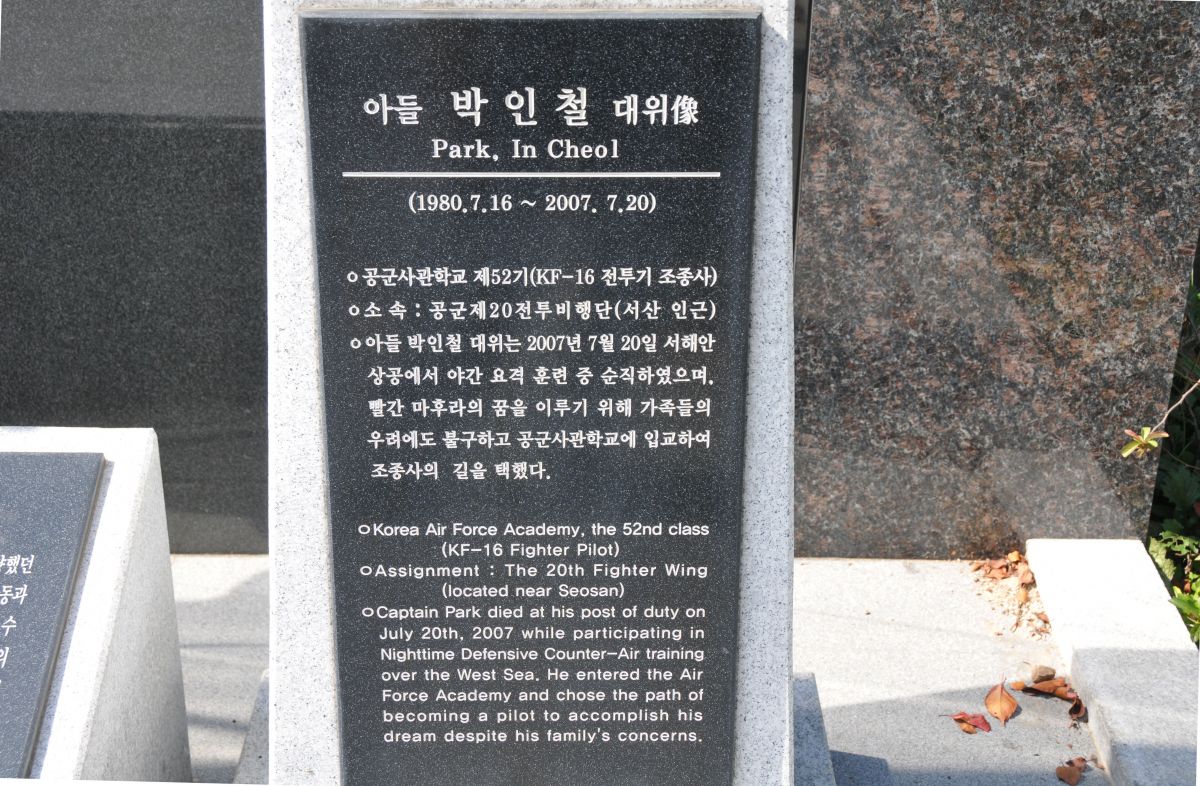 아들 박인철 대위像
Park, In Cheol
(1980.7.16 ~ 2007. 7.20)
○공군사관학교 제52기(KF-16 전투기 조종사)
○소 속 : 공군제20전투비행단(서산 인근)
○아들 박인철 대위는 2007년 7월 20일 서해안
상공에서 야간 요격 훈련 중 순직하였으며,
빨간 마후라의 꿈을 이루기 위해 가족들의
우려에도 불구하고 공군사관학교에 입교하여
조종사의 길을 택했다.
○Korea Air Force Academy, the 52nd class
(KF-16 Fighter Pilot)
○Assignment : The 20th Fighter Wing
(located near Seosan)
○Captain Park died at his post of duty on
July 20th, 2007 while participating in
Nighttime Defensive Counter-Air training
over the West Sea. He entered the Air
Force Academy and chose the path of
becoming a pilot to accomplish his
dream despite his family's concerns.
했던
동과
수